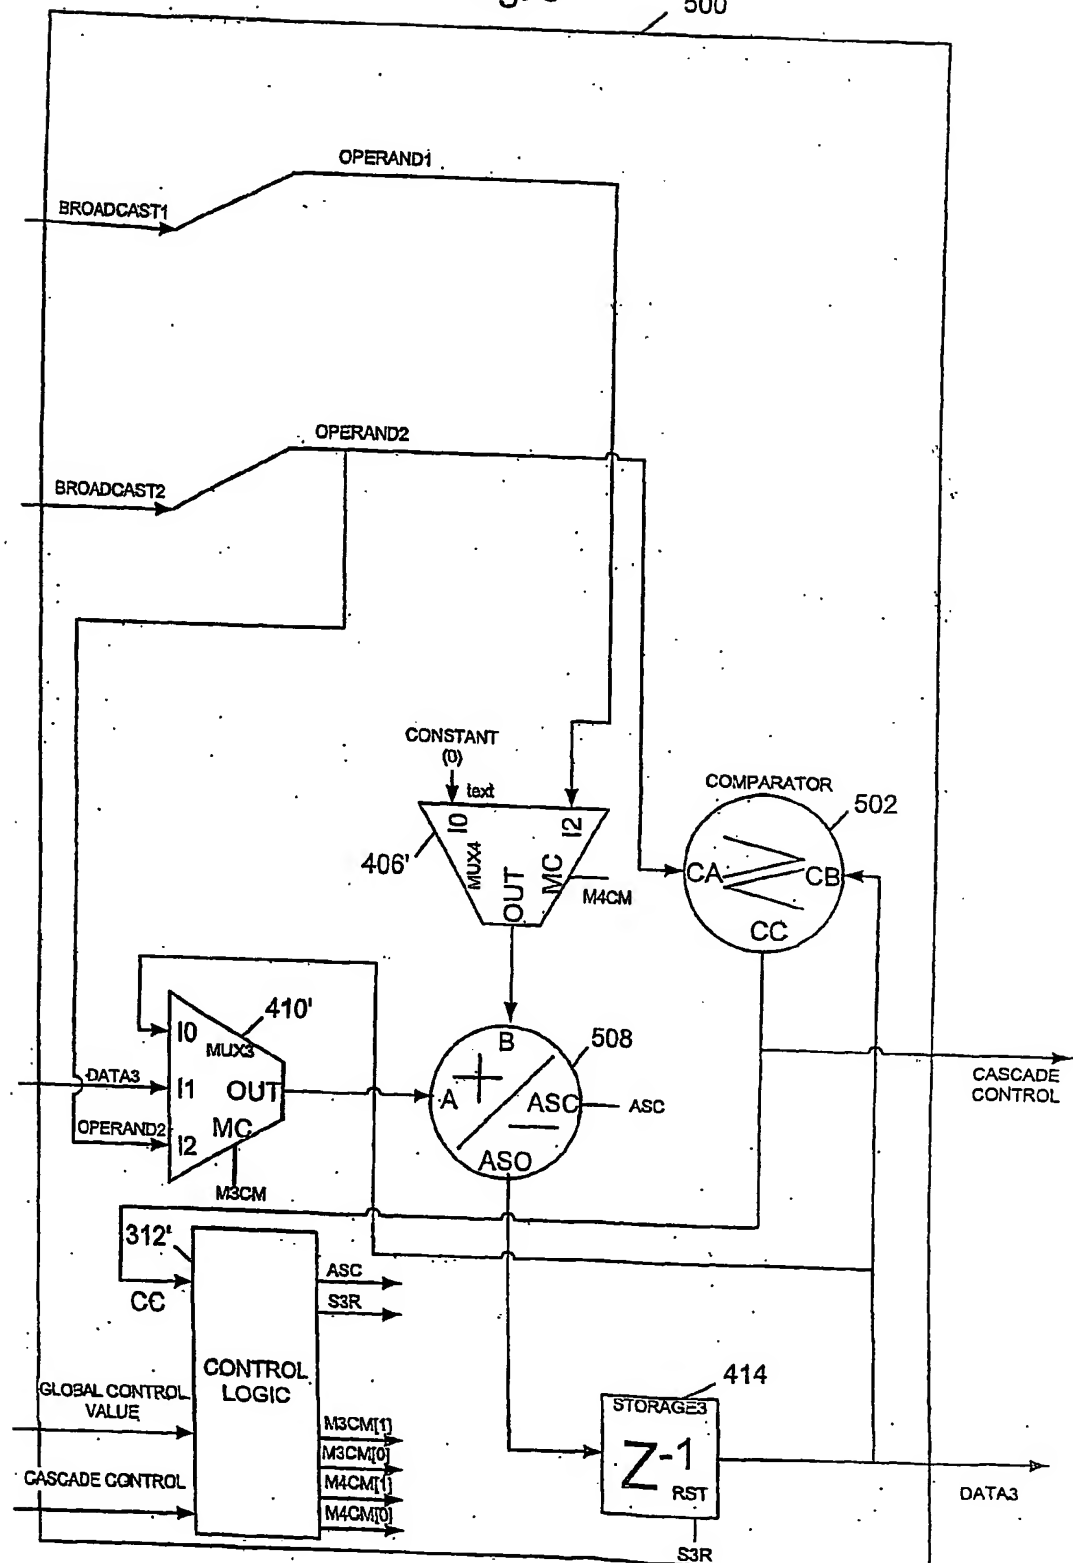 500
OPERAND1
BROADCAST1
OPERAND2
BROADCAST2
CONSTANT
(0)
text
I0
I2
MUX4
OUT
MC
406'
M4CM
COMPARATOR
502
CA
CB
CC
410'
I0
MUX3
DATA3
I1
OUT
OPERAND2
I2
MC
M3CM
B
508
A
ASC
ASC
ASO
CASCADE
CONTROL
312'
CC
ASC
S3R
CONTROL
LOGIC
GLOBAL CONTROL
VALUE
M3CM[1]
M3CM[0]
CASCADE CONTROL
M4CM[1]
M4CM[0]
414
STORAGE3
Z-1
RST
DATA3
S3R